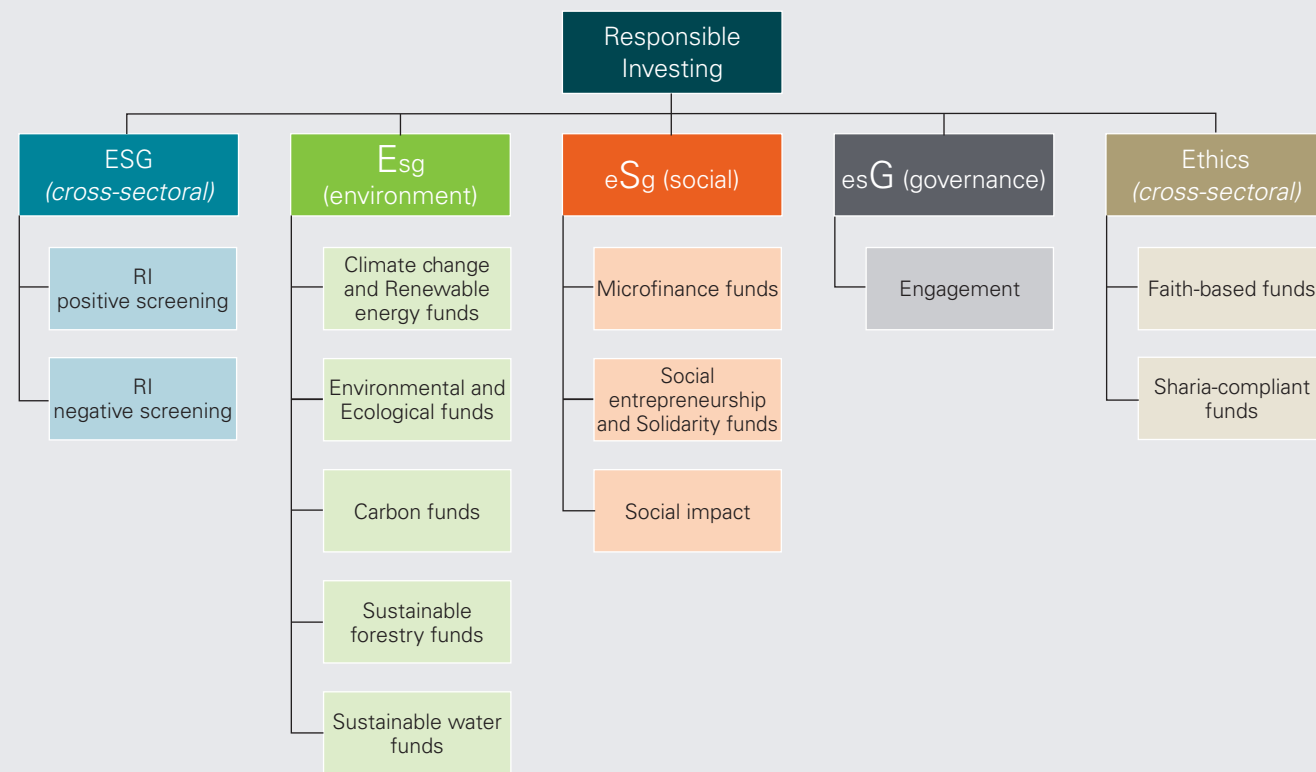 Responsible
Investing
ESG
(cross-sectoral)
RI
positive screening
RI
negative screening
Esg
(environment)
Climate change
and Renewable
energy funds
Environmental and
Ecological funds
Carbon funds
Sustainable
forestry funds
Sustainable water
funds
eSg (social)
Microfinance funds
Social
entrepreneurship
and Solidarity funds
Social impact
esG (governance)
Engagement
Ethics
(cross-sectoral)
Faith-based funds
Sharia-compliant
funds